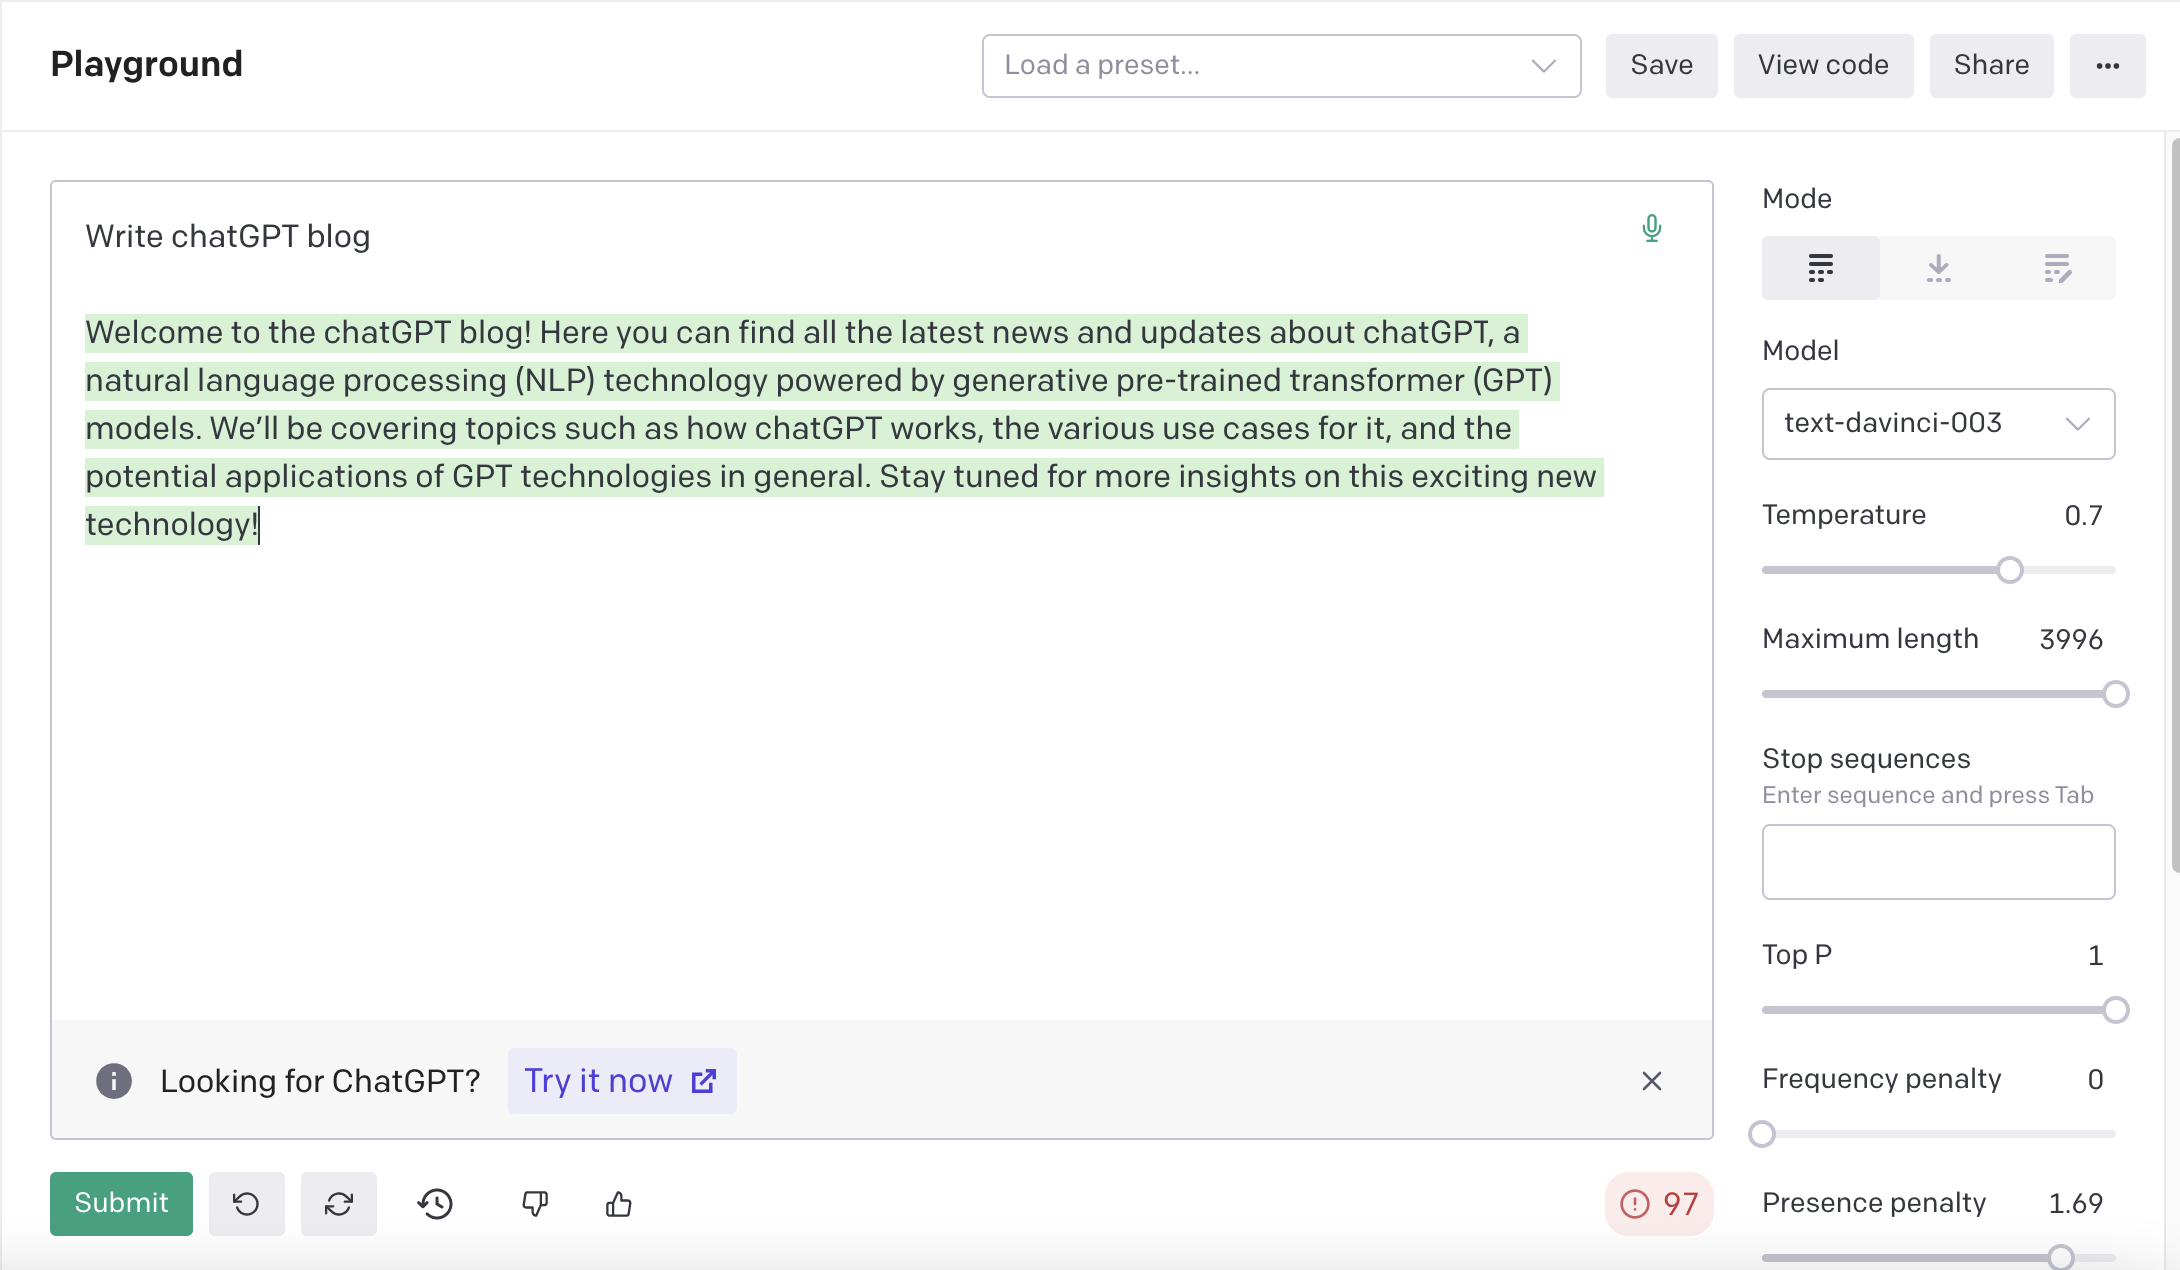 Playground
Load a preset...
Save
View code
Share
Write chatGPT blog
Welcome to the chatGPT blog! Here you can find all the latest news and updates about chatGPT, a
natural language processing (NLP) technology powered by generative pre-trained transformer (GPT)
models. We’ll be covering topics such as how chatGPT works, the various use cases for it, and the
potential applications of GPT technologies in general. Stay tuned for more insights on this exciting new
technology!
Looking for ChatGPT?
Try it now
Submit
97
Mode
Model
text-davinci-003
Temperature 0.7
Maximum length 3996
Stop sequences
Enter sequence and press Tab
Top P 1
Frequency penalty 0
Presence penalty 1.69